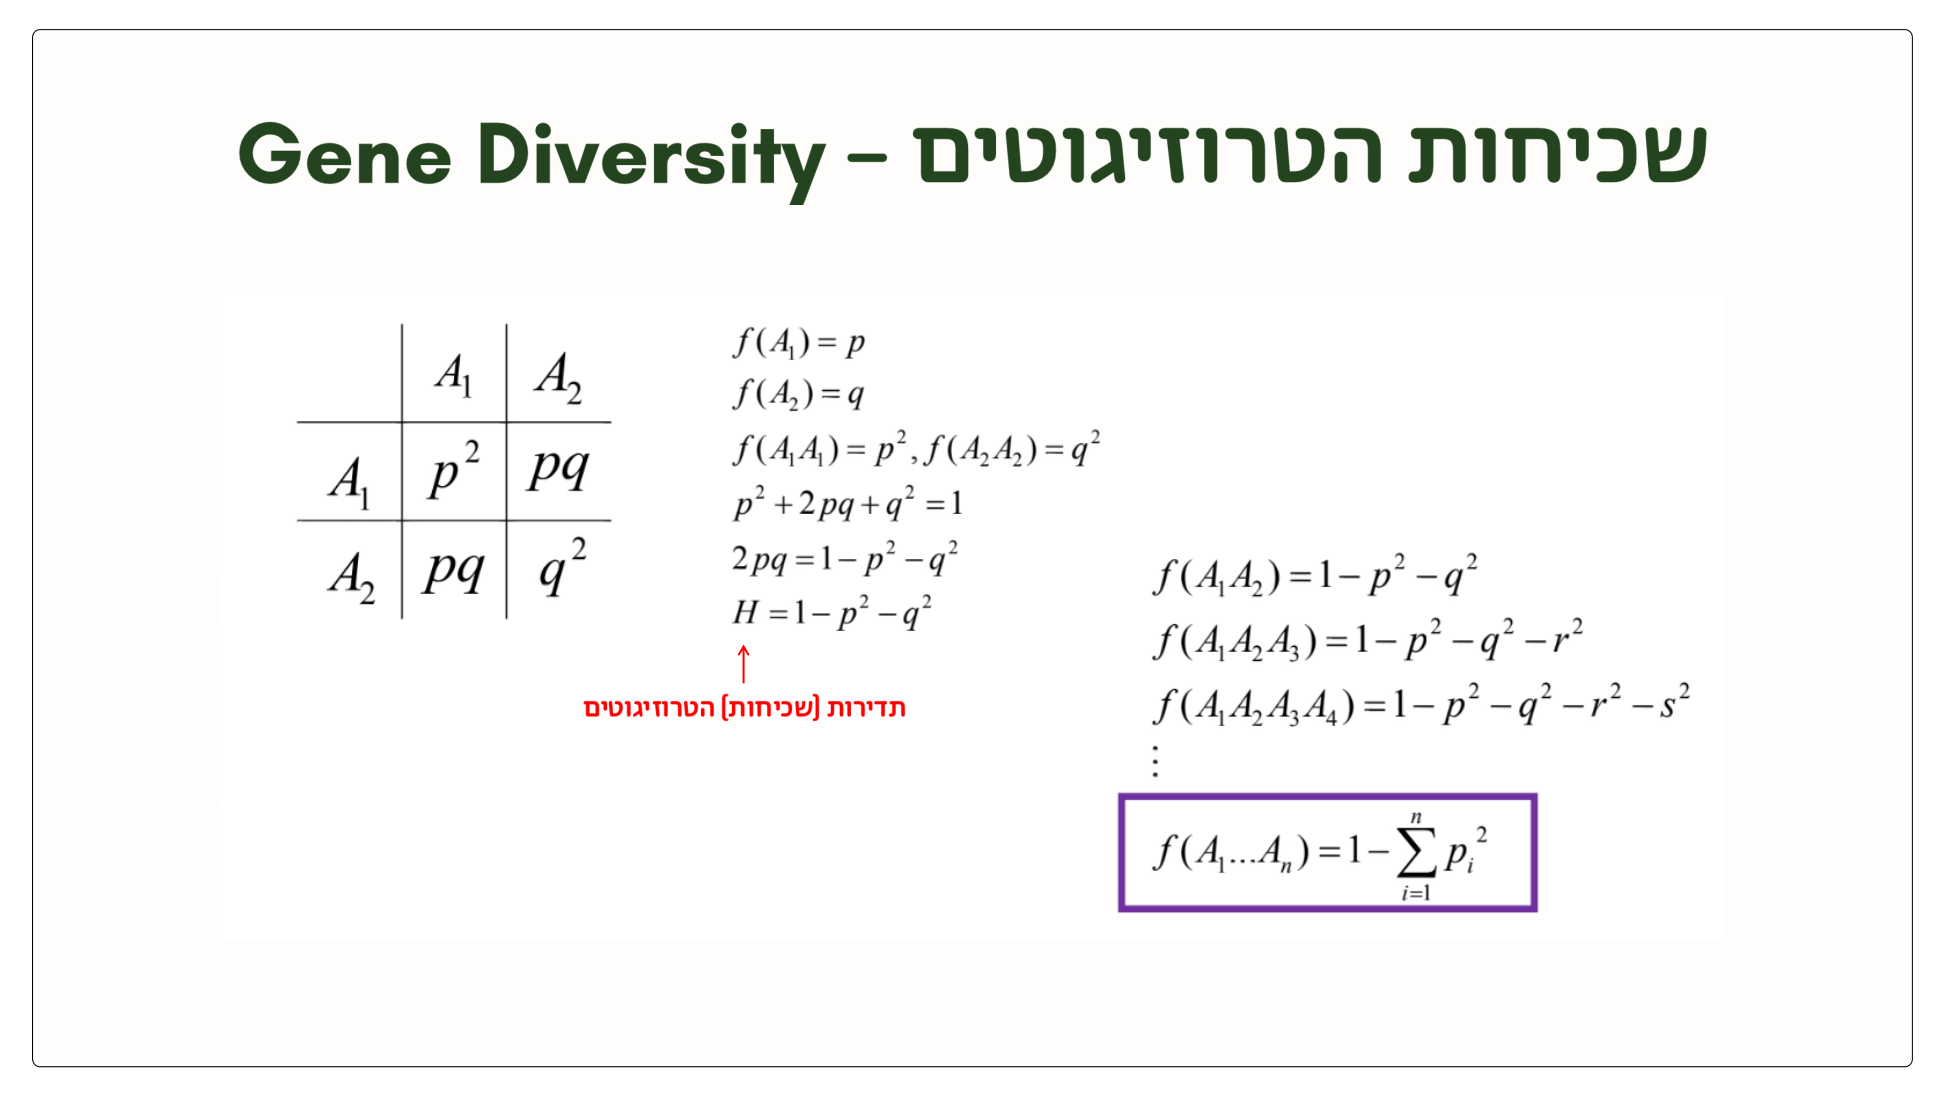 שכיחות הטרוזיגוטים – Gene Diversity
A₁ A₂
A₁ p² pq
A₂ pq q²
f(A₁) = p
f(A₂) = q
f(A₁A₁) = p², f(A₂A₂) = q²
p² + 2pq + q² = 1
2pq = 1 − p² − q²
H = 1 − p² − q²
תדירות (שכיחות) הטרוזיגוטים
f(A₁A₂) = 1 − p² − q²
f(A₁A₂A₃) = 1 − p² − q² − r²
f(A₁A₂A₃A₄) = 1 − p² − q² − r² − s²
⋮
f(A₁...Aₙ) = 1 − ∑ᵢ₌₁ⁿ pᵢ²